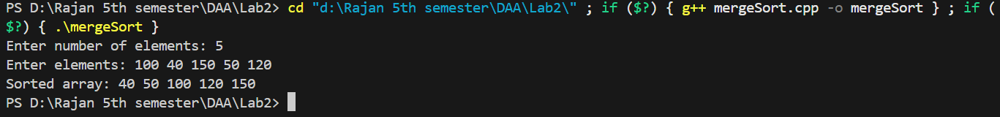 PS D:\Rajan 5th semester\DAA\Lab2> cd "d:\Rajan 5th semester\DAA\Lab2\" ; if ($?) { g++ mergeSort.cpp -o mergeSort } ; if (
$?) { .\mergeSort }
Enter number of elements: 5
Enter elements: 100 40 150 50 120
Sorted array: 40 50 100 120 150
PS D:\Rajan 5th semester\DAA\Lab2>